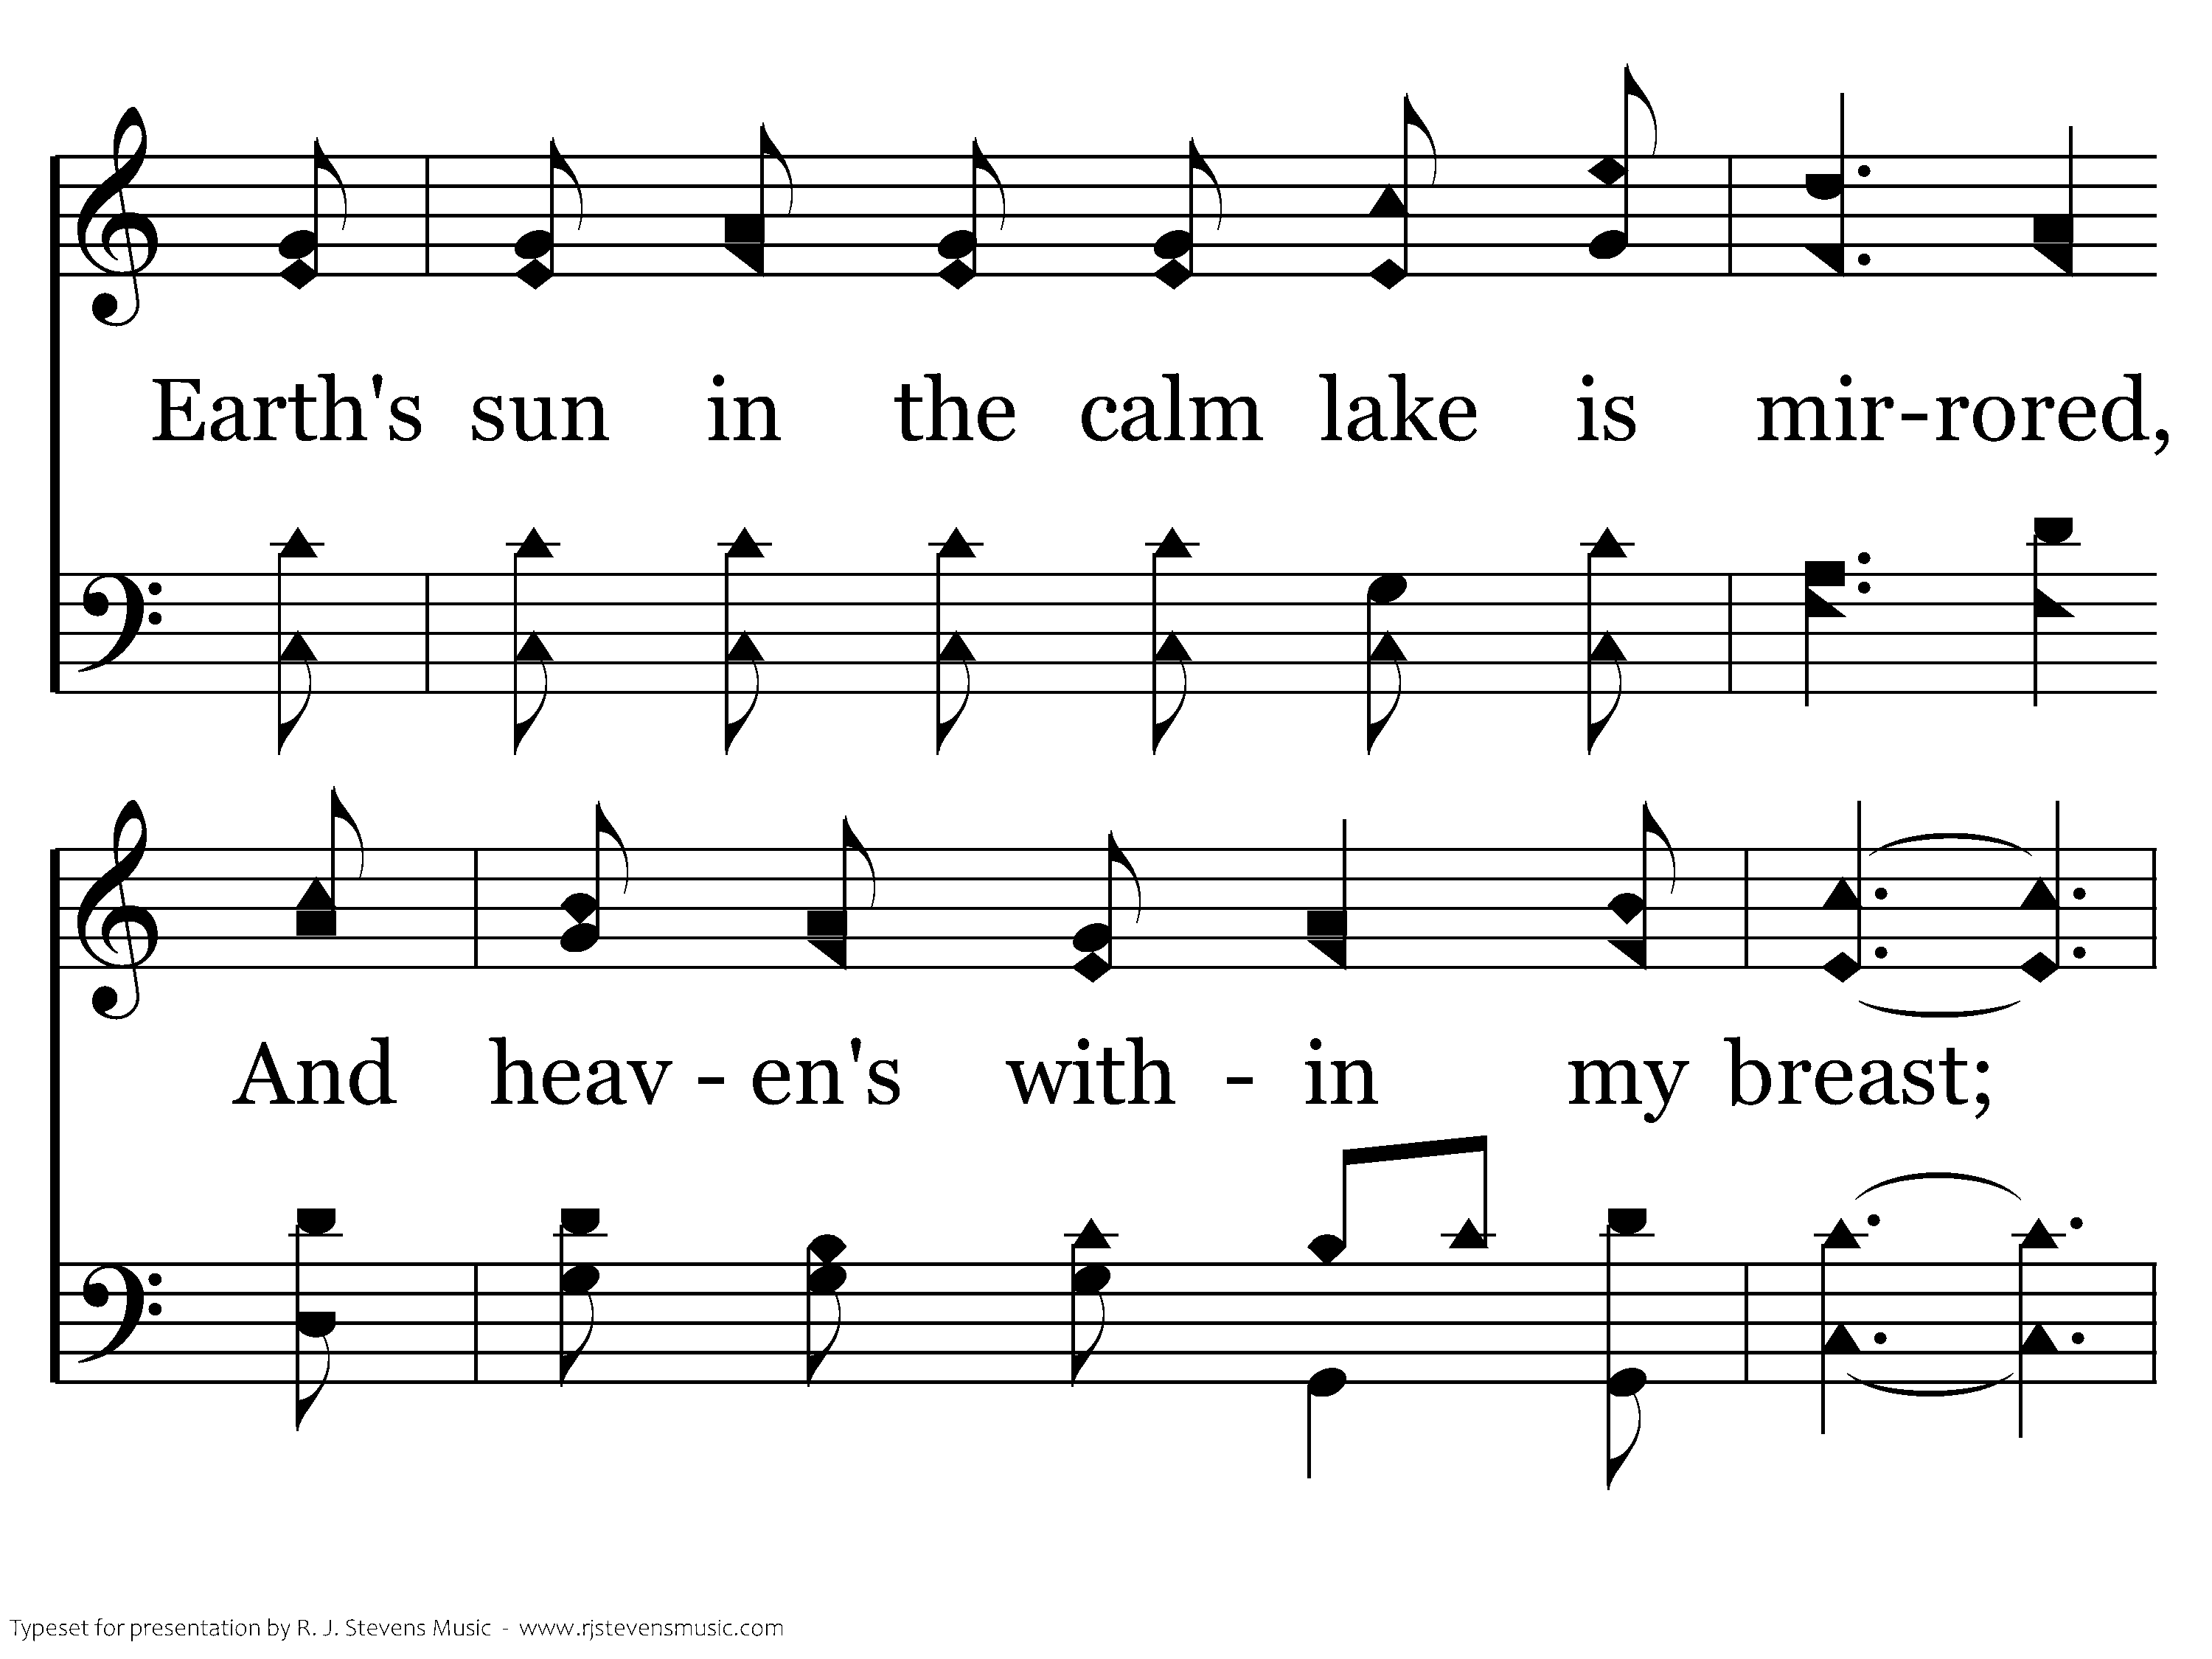 Earth's sun in the calm lake is mir-rored,
And heav - en's with - in my breast;
Typeset for presentation by R. J. Stevens Music - www.rjstevensmusic.com